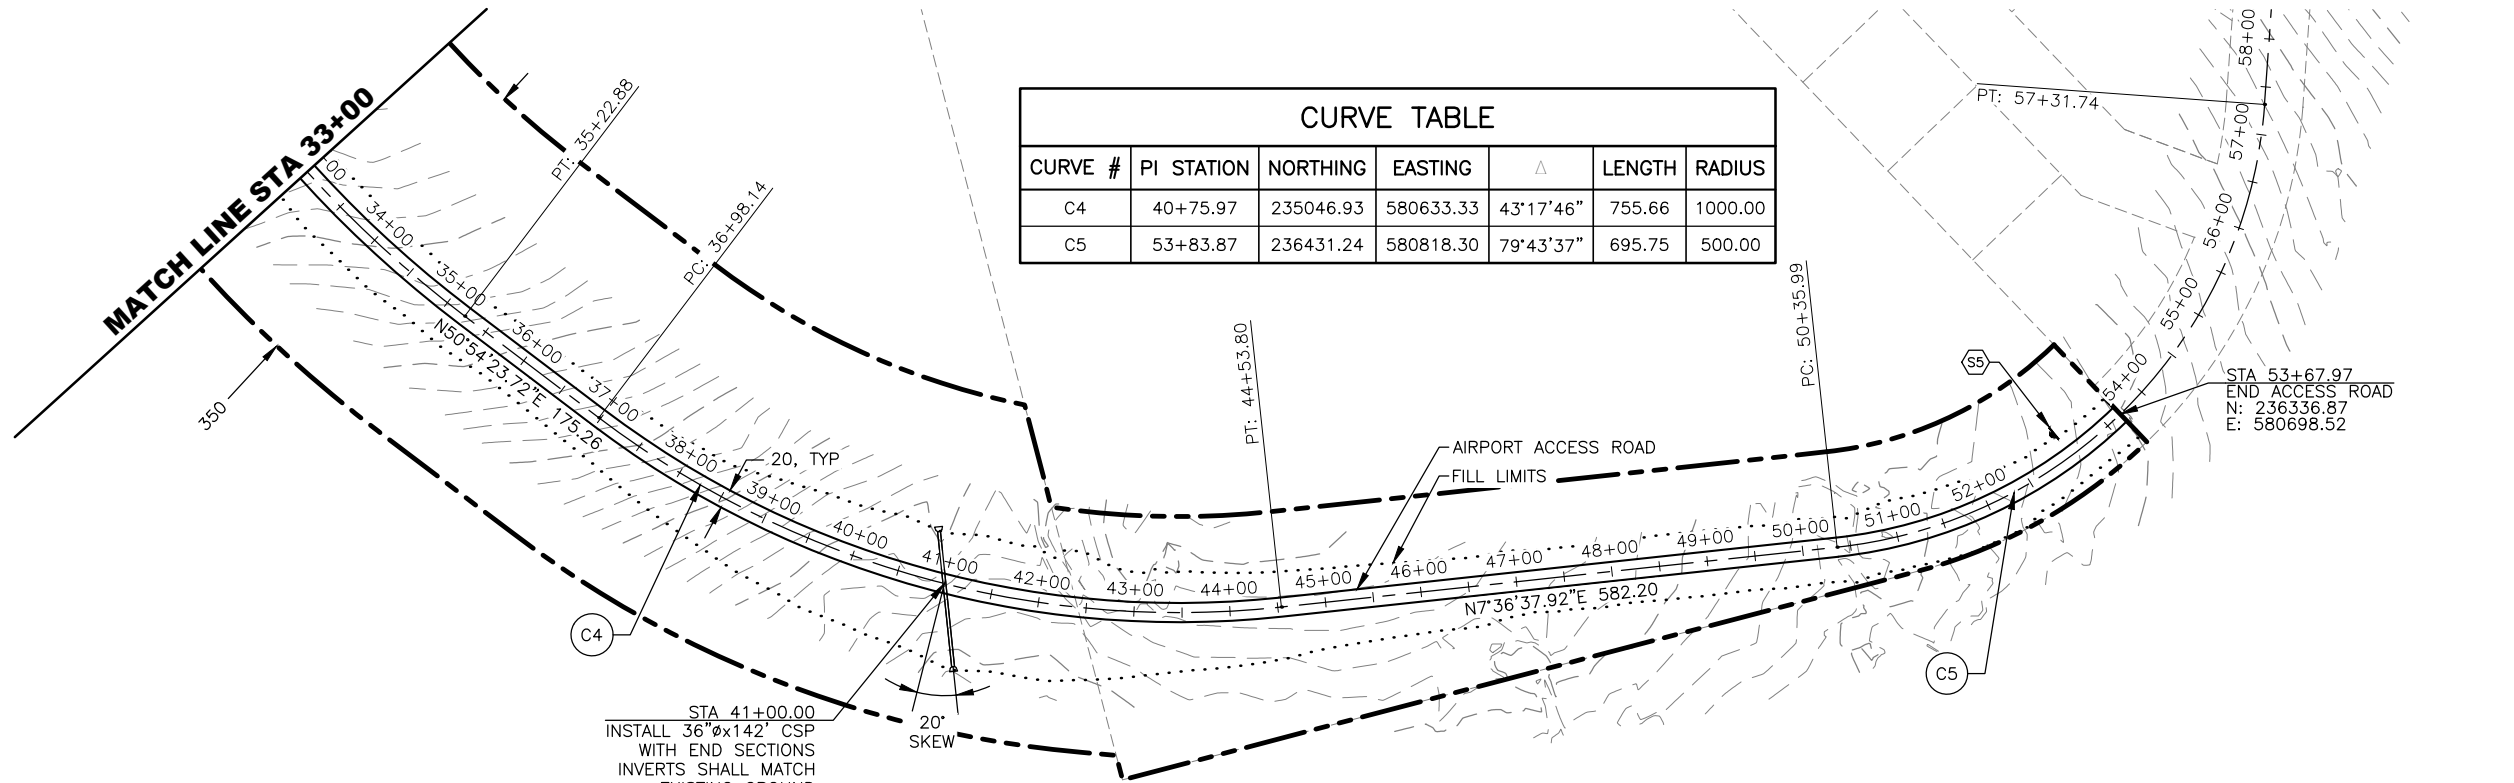 MATCH LINE STA 33+00
350
PT: 35+22.88
PC: 36+98.14
CURVE TABLE
CURVE # PI STATION NORTHING EASTING △ LENGTH RADIUS
C4 40+75.97 235046.93 580633.33 43°17'46" 755.66 1000.00
C5 53+83.87 236431.24 580818.30 79°43'37" 695.75 500.00
PT: 57+31.74
58+00
57+00
56+00
55+00
54+00
+00
34+00
35+00
36+00
37+00
38+00
39+00
40+00
41+00
42+00
43+00
44+00
45+00
46+00
47+00
48+00
49+00
50+00
51+00
52+00
N50°54'23.72"E 175.26
20, TYP
PT: 44+53.80
PC: 50+35.99
AIRPORT ACCESS ROAD
FILL LIMITS
N7°36'37.92"E 582.20
S5
STA 53+67.97
END ACCESS ROAD
N: 236336.87
E: 580698.52
C4
C5
20°
SKEW
STA 41+00.00
INSTALL 36"øx142' CSP
WITH END SECTIONS
INVERTS SHALL MATCH